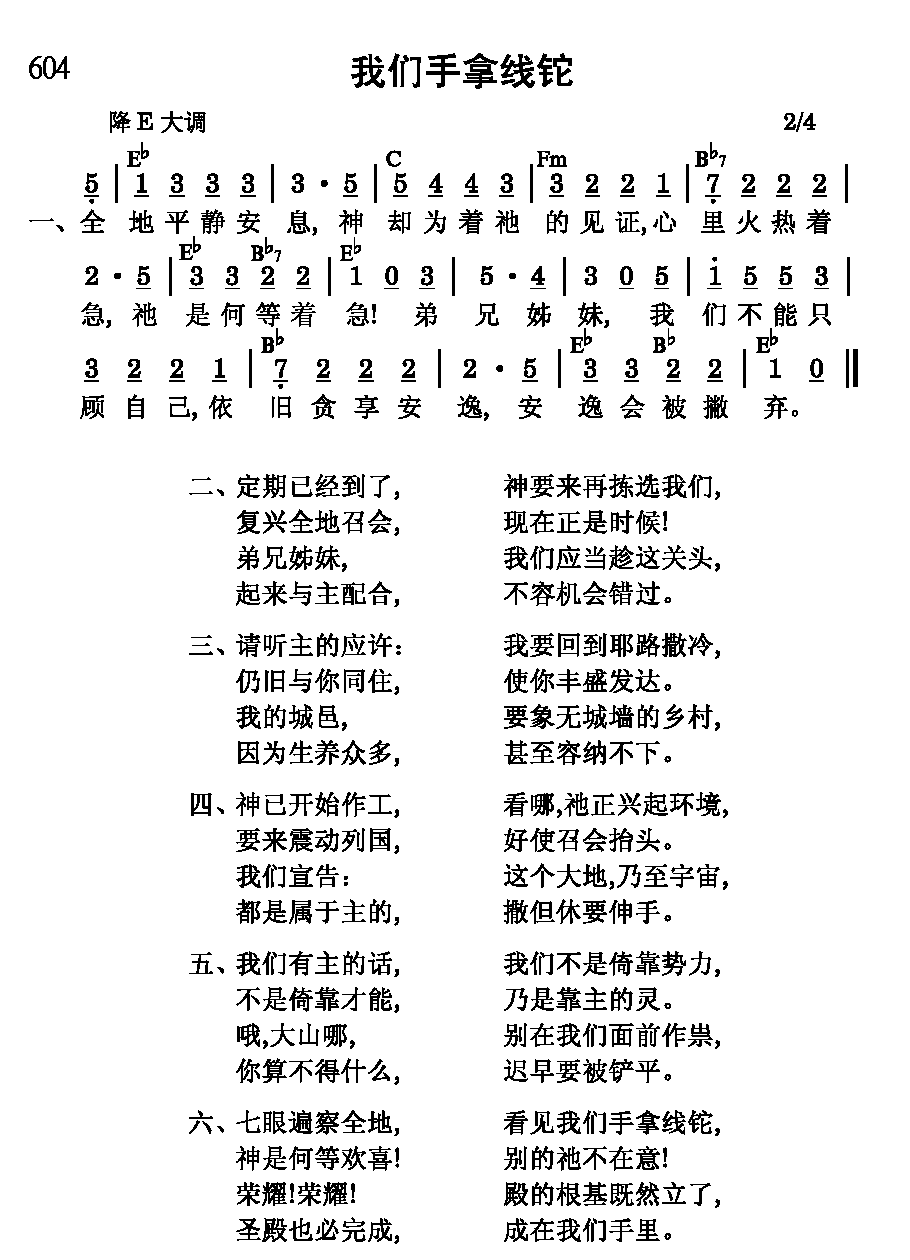 604
我们手拿线铊
降 E 大调 2/4
E♭ C Fm B♭7
5 | 1 3 3 3 | 3 · 5 | 5 4 4 3 | 3 2 2 1 | 7 2 2 2 |
一、全 地 平 静 安 息, 神 却 为 着 祂 的 见 证, 心 里 火 热 着
E♭ B♭7 E♭
2 · 5 | 3 3 2 2 | 1 0 3 | 5 · 4 | 3 0 5 | 1 5 5 3 |
急, 祂 是 何 等 着 急! 弟 兄 姊 妹, 我 们 不 能 只
B♭ E♭ B♭ E♭
3 2 2 1 | 7 2 2 2 | 2 · 5 | 3 3 2 2 | 1 0 ‖
顾 自 己, 依 旧 贪 享 安 逸, 安 逸 会 被 撇 弃。
二、定期已经到了, 神要来再拣选我们,
复兴全地召会, 现在正是时候!
弟兄姊妹, 我们应当趁这关头,
起来与主配合, 不容机会错过。
三、请听主的应许: 我要回到耶路撒冷,
仍旧与你同住, 使你丰盛发达。
我的城邑, 要象无城墙的乡村,
因为生养众多, 甚至容纳不下。
四、神已开始作工, 看哪,祂正兴起环境,
要来震动列国, 好使召会抬头。
我们宣告: 这个大地,乃至宇宙,
都是属于主的, 撒但休要伸手。
五、我们有主的话, 我们不是倚靠势力,
不是倚靠才能, 乃是靠主的灵。
哦,大山哪, 别在我们面前作祟,
你算不得什么, 迟早要被铲平。
六、七眼遍察全地, 看见我们手拿线铊,
神是何等欢喜! 别的祂不在意!
荣耀!荣耀! 殿的根基既然立了,
圣殿也必完成, 成在我们手里。